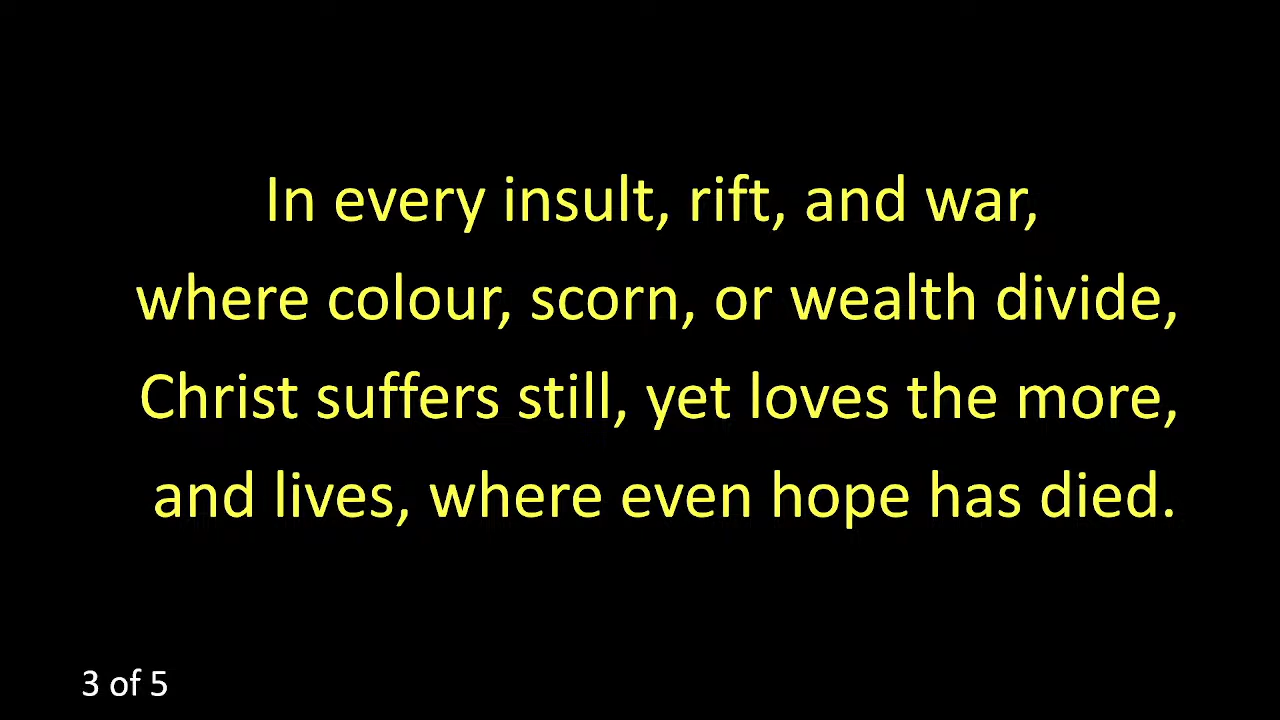 In every insult, rift, and war,
where colour, scorn, or wealth divide,
Christ suffers still, yet loves the more,
and lives, where even hope has died.
3 of 5